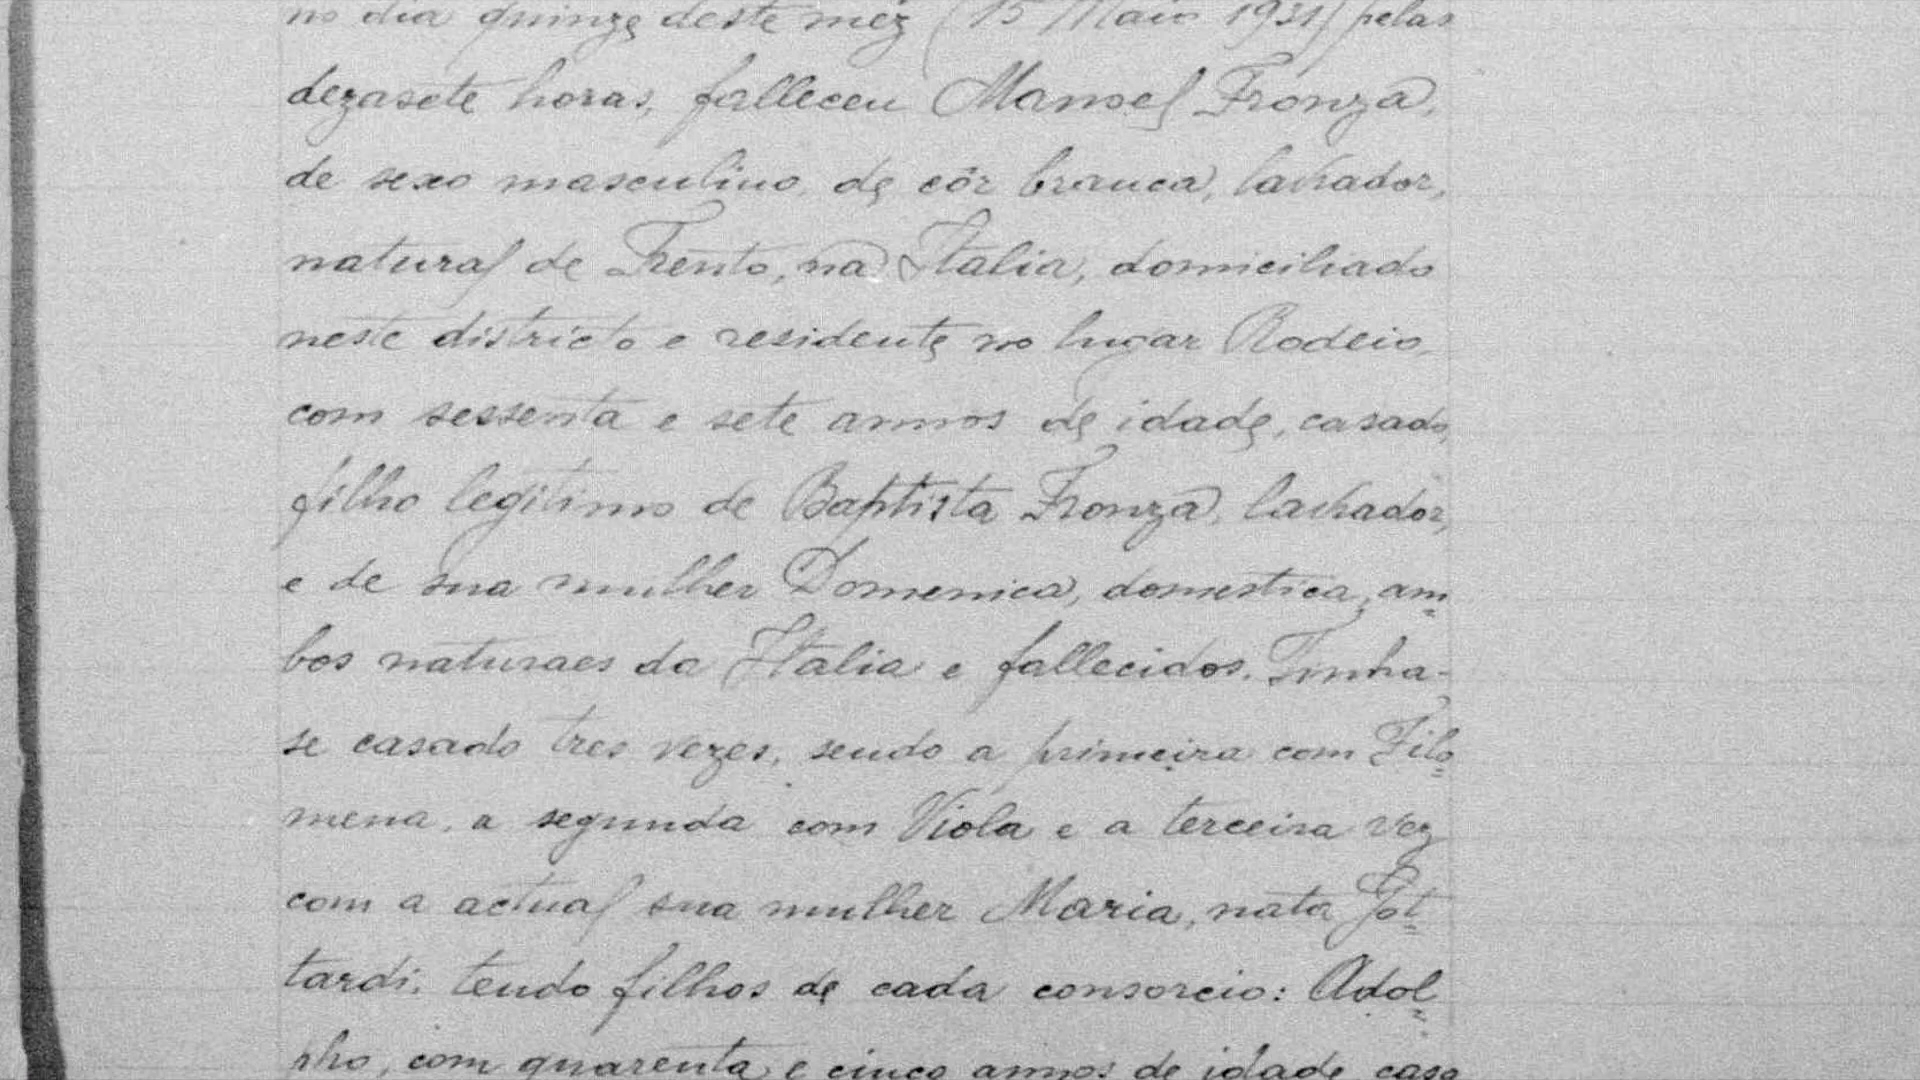 no dia quinze deste mez (15 Maio 1931) pelas
dezasete horas, falleceu Manoel Fronza,
de sexo masculino, de côr branca, lavrador,
natural de Trento, na Italia, domiciliado
neste districto e residente no lugar Rodeio,
com sessenta e sete annos de idade, casado,
filho legitimo de Baptista Fronza, lavrador,
e de sua mulher Domenica, domestica, am=
bos naturaes da Italia e fallecidos. Tinha-
se casado tres vezes, sendo a primeira com Filo=
mena, a segunda com Viola e a terceira vez
com a actual sua mulher Maria, nata Got=
tardi, tendo filhos de cada consorcio: Adol=
pho, com quarenta e cinco annos de idade, casa